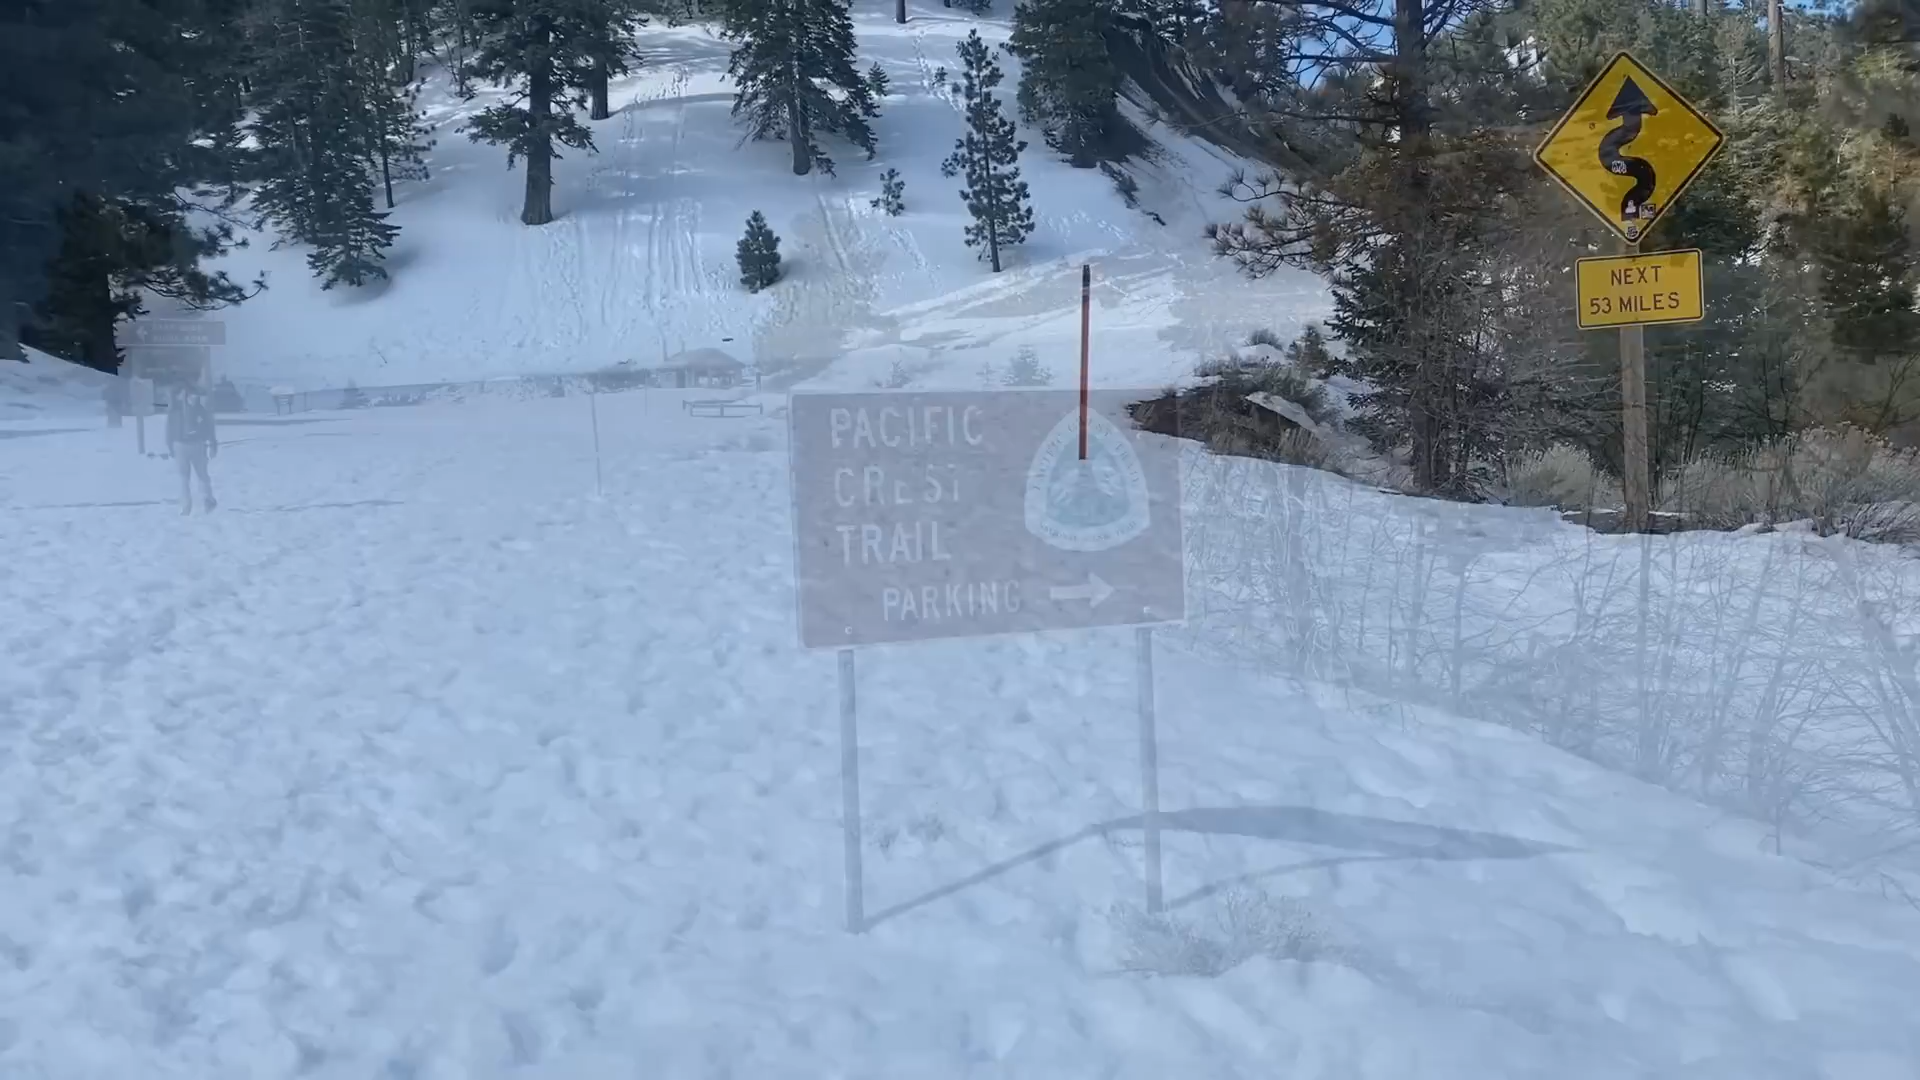 NEXT
53 MILES
PACIFIC
CREST
TRAIL
PARKING